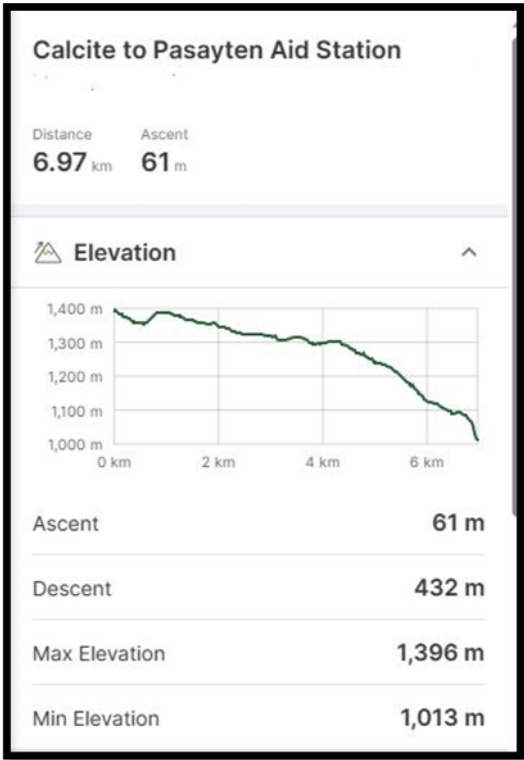 Calcite to Pasayten Aid Station
Distance Ascent
6.97 km 61 m
Elevation
1,400 m
1,300 m
1,200 m
1,100 m
1,000 m
0 km 2 km 4 km 6 km
Ascent 61 m
Descent 432 m
Max Elevation 1,396 m
Min Elevation 1,013 m